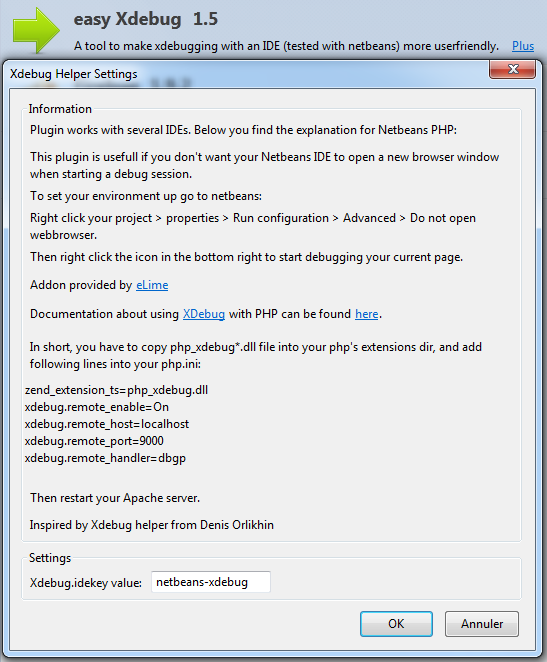 easy Xdebug 1.5
A tool to make xdebugging with an IDE (tested with netbeans) more userfriendly. Plus
Xdebug Helper Settings
Information
Plugin works with several IDEs. Below you find the explanation for Netbeans PHP:
This plugin is usefull if you don't want your Netbeans IDE to open a new browser window
when starting a debug session.
To set your environment up go to netbeans:
Right click your project > properties > Run configuration > Advanced > Do not open
webbrowser.
Then right click the icon in the bottom right to start debugging your current page.
Addon provided by eLime
Documentation about using XDebug with PHP can be found here.
In short, you have to copy php_xdebug*.dll file into your php's extensions dir, and add
following lines into your php.ini:
zend_extension_ts=php_xdebug.dll
xdebug.remote_enable=On
xdebug.remote_host=localhost
xdebug.remote_port=9000
xdebug.remote_handler=dbgp
Then restart your Apache server.
Inspired by Xdebug helper from Denis Orlikhin
Settings
Xdebug.idekey value: netbeans-xdebug
OK Annuler